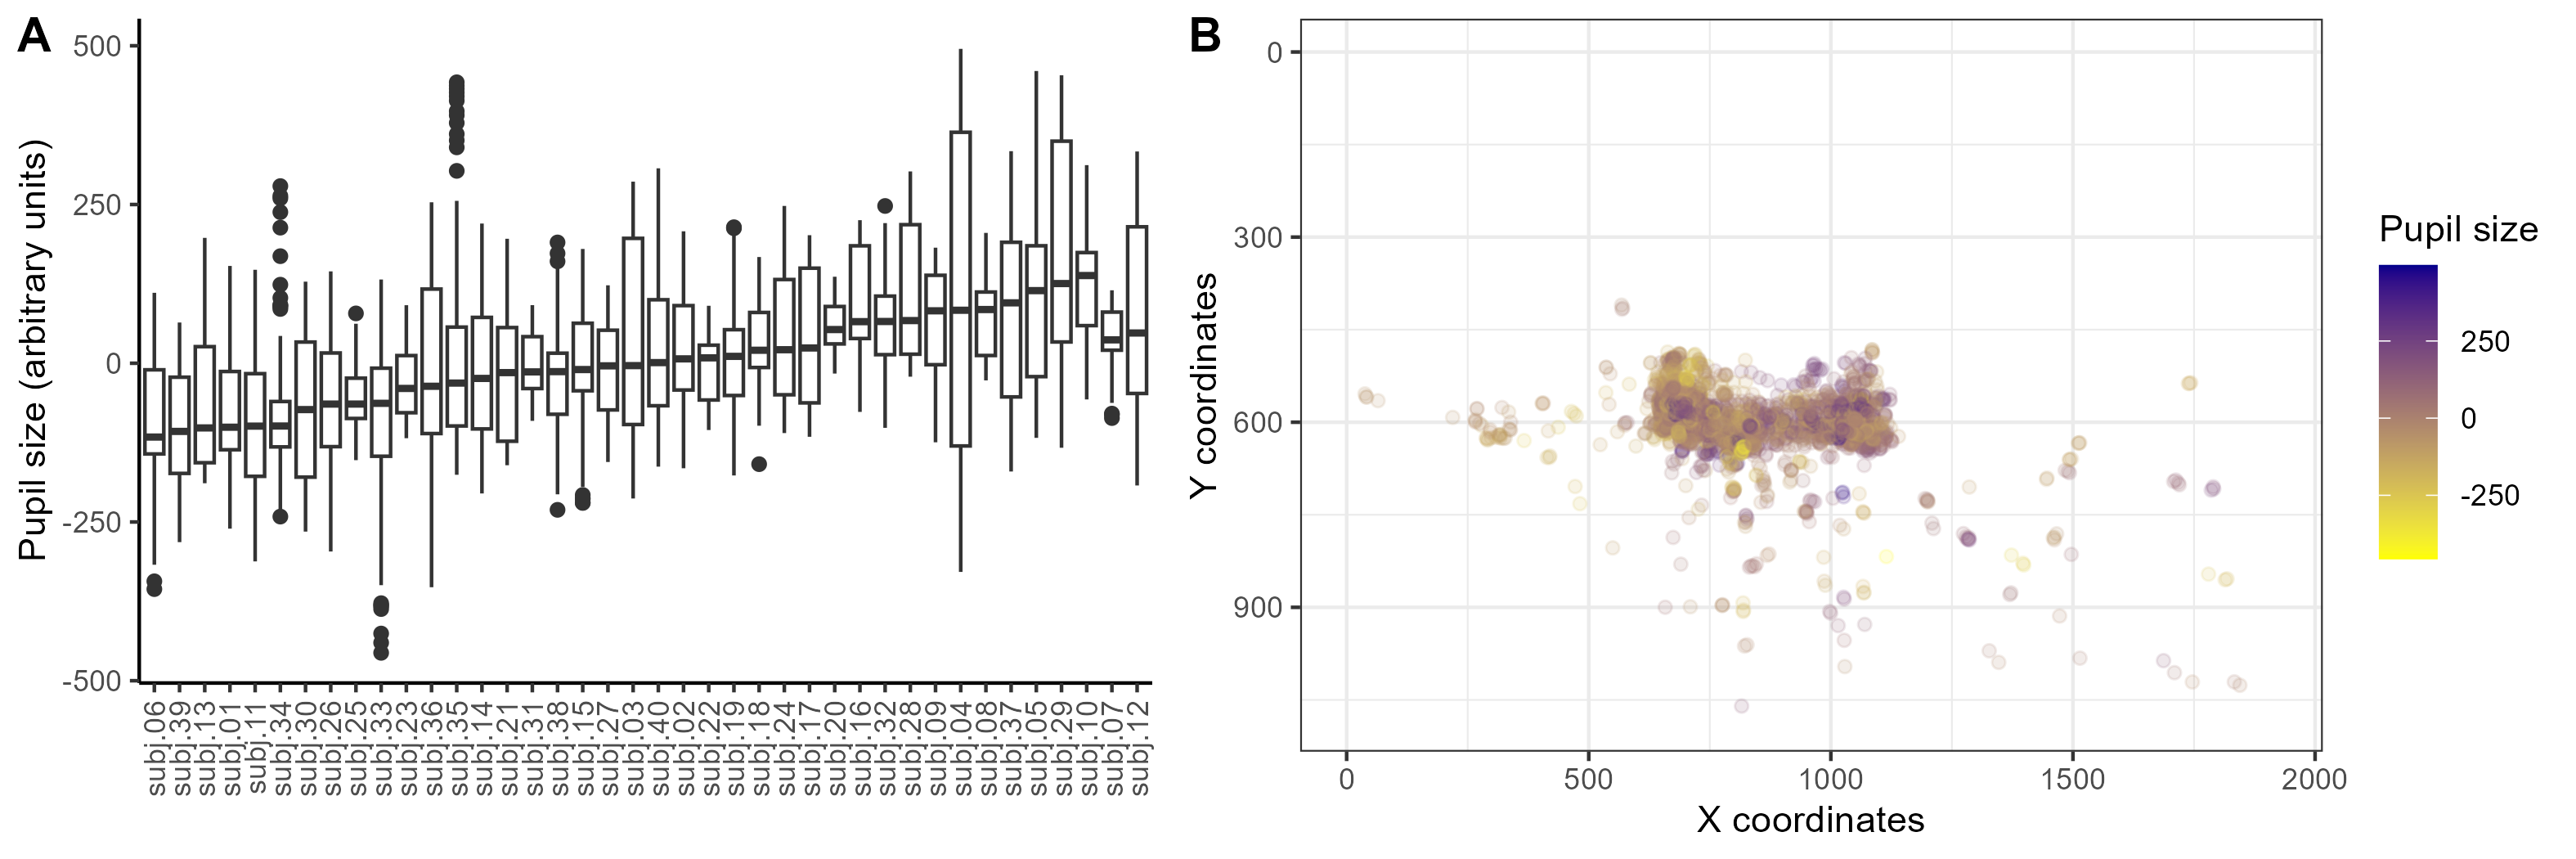 A
Pupil size (arbitrary units)
500
250
0
-250
-500
subj.06
subj.39
subj.13
subj.01
subj.11
subj.34
subj.30
subj.26
subj.25
subj.33
subj.23
subj.36
subj.35
subj.14
subj.21
subj.31
subj.38
subj.15
subj.27
subj.03
subj.40
subj.02
subj.22
subj.19
subj.18
subj.24
subj.17
subj.20
subj.16
subj.32
subj.28
subj.09
subj.04
subj.08
subj.37
subj.05
subj.29
subj.10
subj.07
subj.12
B
Y coordinates
0
300
600
900
0
500
1000
1500
2000
X coordinates
Pupil size
250
0
-250